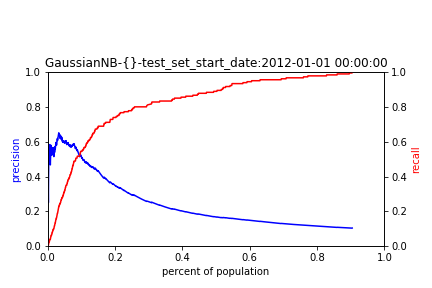 GaussianNB-{}-test_set_start_date:2012-01-01 00:00:00
1.0
0.8
0.6
0.4
0.2
0.0
precision
1.0
0.8
0.6
0.4
0.2
0.0
recall
0.0 0.2 0.4 0.6 0.8 1.0
percent of population